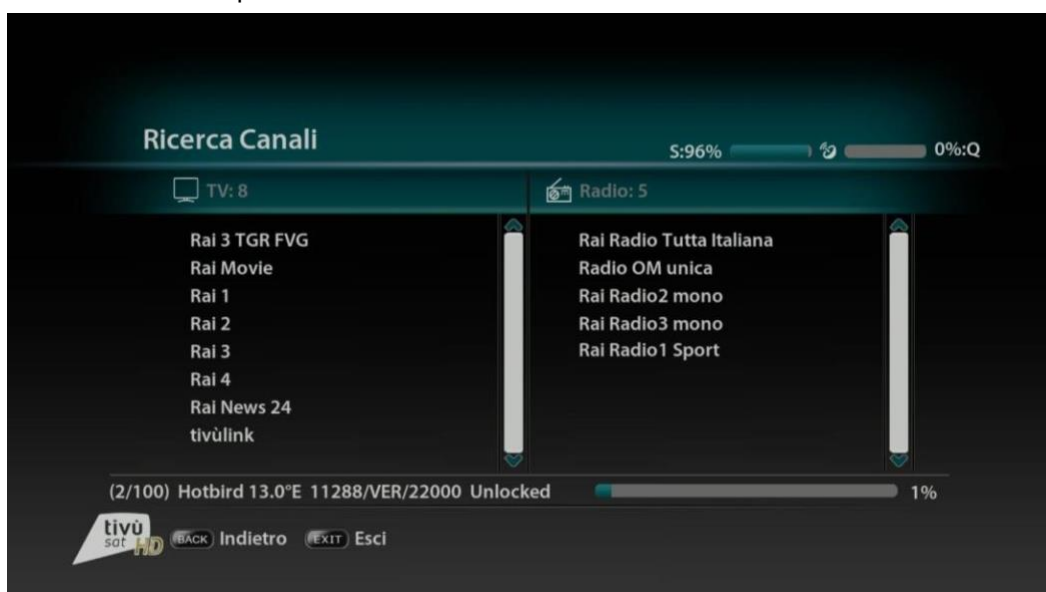 Ricerca Canali
S:96% 0%:Q
TV: 8
Radio: 5
Rai 3 TGR FVG
Rai Movie
Rai 1
Rai 2
Rai 3
Rai 4
Rai News 24
tivùlink
Rai Radio Tutta Italiana
Radio OM unica
Rai Radio2 mono
Rai Radio3 mono
Rai Radio1 Sport
(2/100) Hotbird 13.0°E 11288/VER/22000 Unlocked 1%
tivù
sat HD
BACK Indietro EXIT Esci